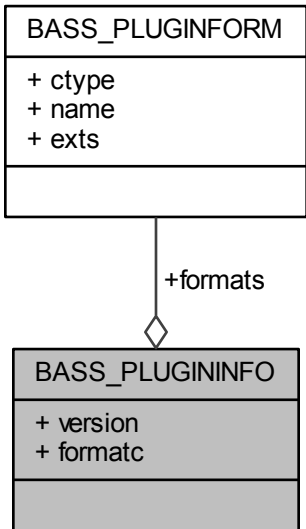 BASS_PLUGINFORM
+ ctype
+ name
+ exts
+formats
BASS_PLUGININFO
+ version
+ formatc